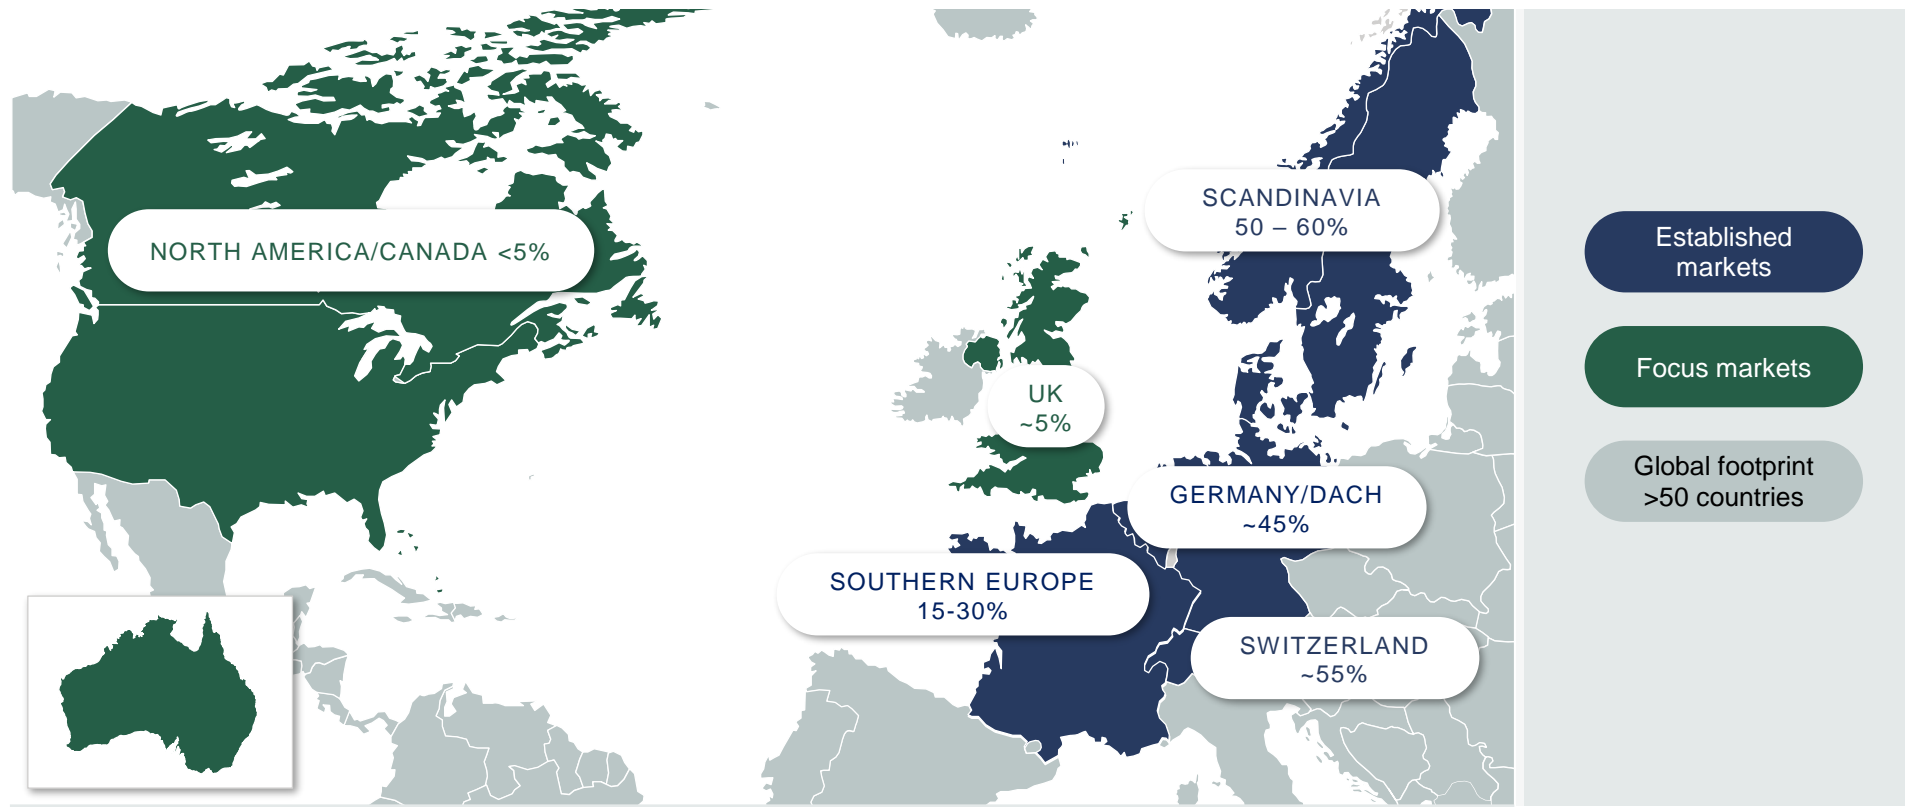 NORTH AMERICA/CANADA <5%
SCANDINAVIA
50 – 60%
UK
~5%
GERMANY/DACH
~45%
SOUTHERN EUROPE
15-30%
SWITZERLAND
~55%
Established
markets
Focus markets
Global footprint
>50 countries